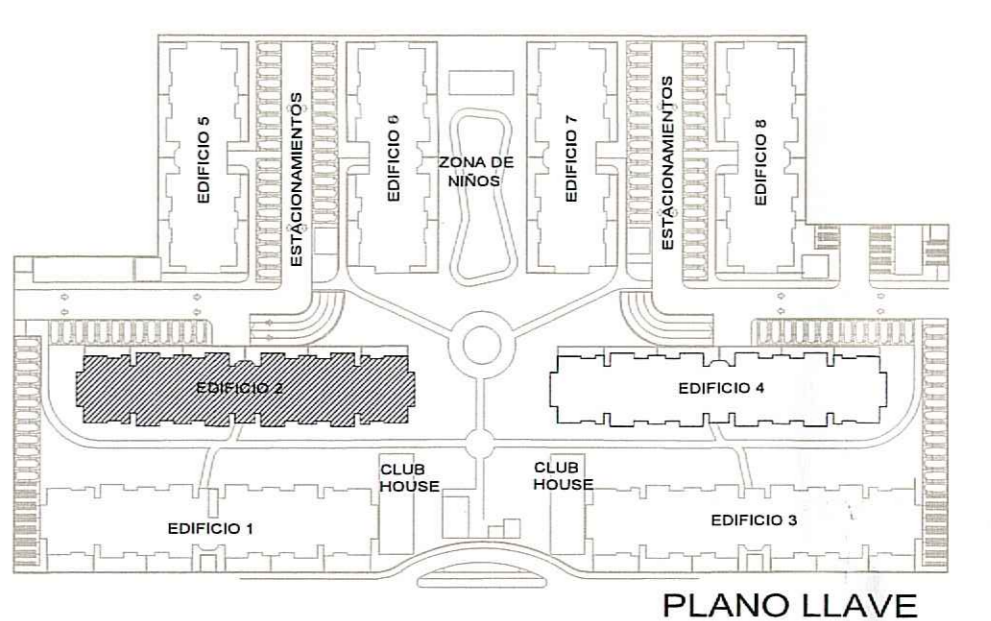 EDIFICIO 5
ESTACIONAMIENTOS
EDIFICIO 6
ZONA DE
NIÑOS
EDIFICIO 7
ESTACIONAMIENTOS
EDIFICIO 8
EDIFICIO 2
EDIFICIO 4
CLUB
HOUSE
CLUB
HOUSE
EDIFICIO 1
EDIFICIO 3
PLANO LLAVE